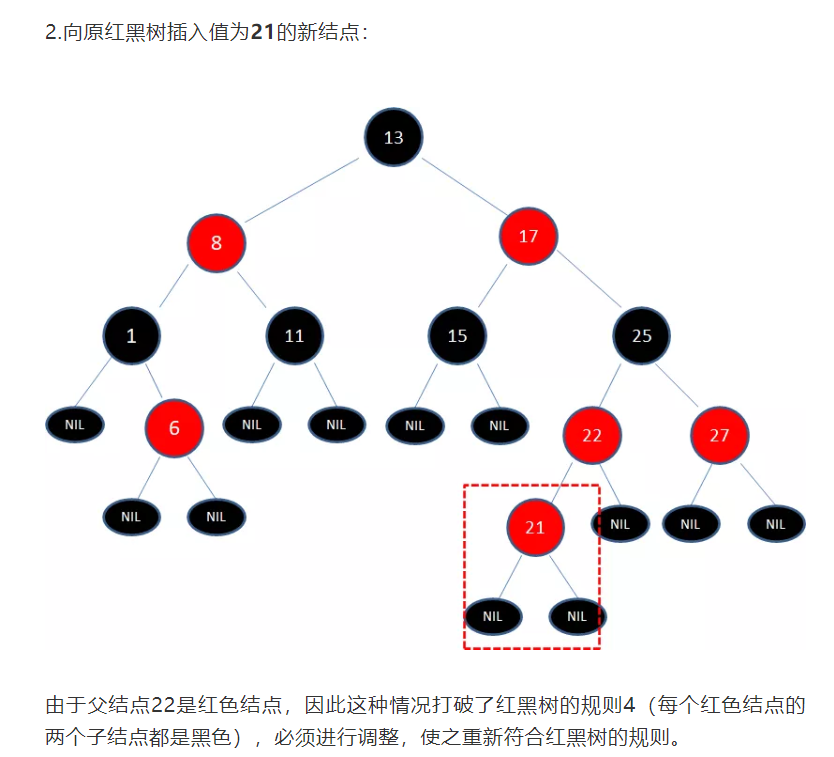 2.向原红黑树插入值为21的新结点：
13
8
17
1
11
15
25
NIL
6
NIL
NIL
NIL
NIL
22
27
NIL
NIL
21
NIL
NIL
NIL
NIL
NIL
由于父结点22是红色结点，因此这种情况打破了红黑树的规则4（每个红色结点的
两个子结点都是黑色），必须进行调整，使之重新符合红黑树的规则。